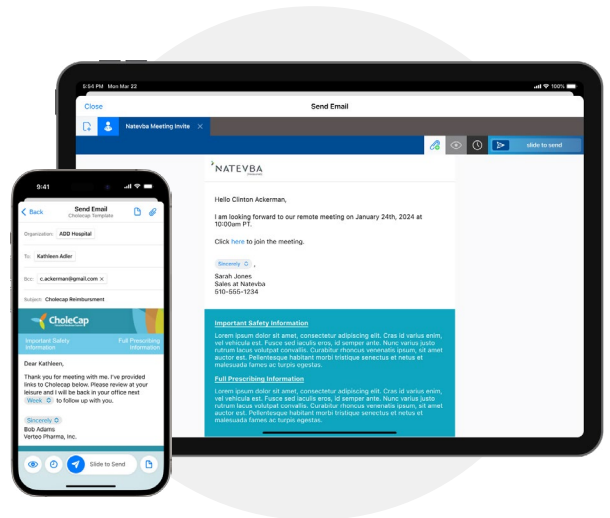 5:54 PM Mon Mar 22
100%
Close
Send Email
Natevba Meeting Invite
slide to send
NATEVBA
Hello Clinton Ackerman,
I am looking forward to our remote meeting on January 24th, 2024 at
10:00am PT.
Click here to join the meeting.
Sincerely ,
Sarah Jones
Sales at Natevba
510-555-1234
Important Safety Information
Lorem ipsum dolor sit amet, consectetur adipiscing elit. Cras id varius enim,
vel vehicula est. Fusce sed iaculis eros, id semper ante. Nunc varius justo
rutrum lacus volutpat convallis. Curabitur rhoncus venenatis ipsum, sit amet
auctor est. Pellentesque habitant morbi tristique senectus et netus et
malesuada fames ac turpis egestas.
Full Prescribing Information
Lorem ipsum dolor sit amet, consectetur adipiscing elit. Cras id varius enim,
vel vehicula est. Fusce sed iaculis eros, id semper ante. Nunc varius justo
rutrum lacus volutpat convallis. Curabitur rhoncus venenatis ipsum, sit amet
auctor est. Pellentesque habitant morbi tristique senectus et netus et
malesuada fames ac turpis egestas.
9:41
Back
Send Email
Cholecap Template
Organization: ADD Hospital
To: Kathleen Adler
Bcc: c.ackerman@gmail.com
Subject: Cholecap Reimbursment
CholeCap
Important Safety
Information
Full Prescribing
Information
Dear Kathleen,
Thank you for meeting with me. I've provided
links to Cholecap below. Please review at your
leisure and I will be back in your office next
Week to follow up with you.
Sincerely
Bob Adams
Verteo Pharma, Inc.
Slide to Send